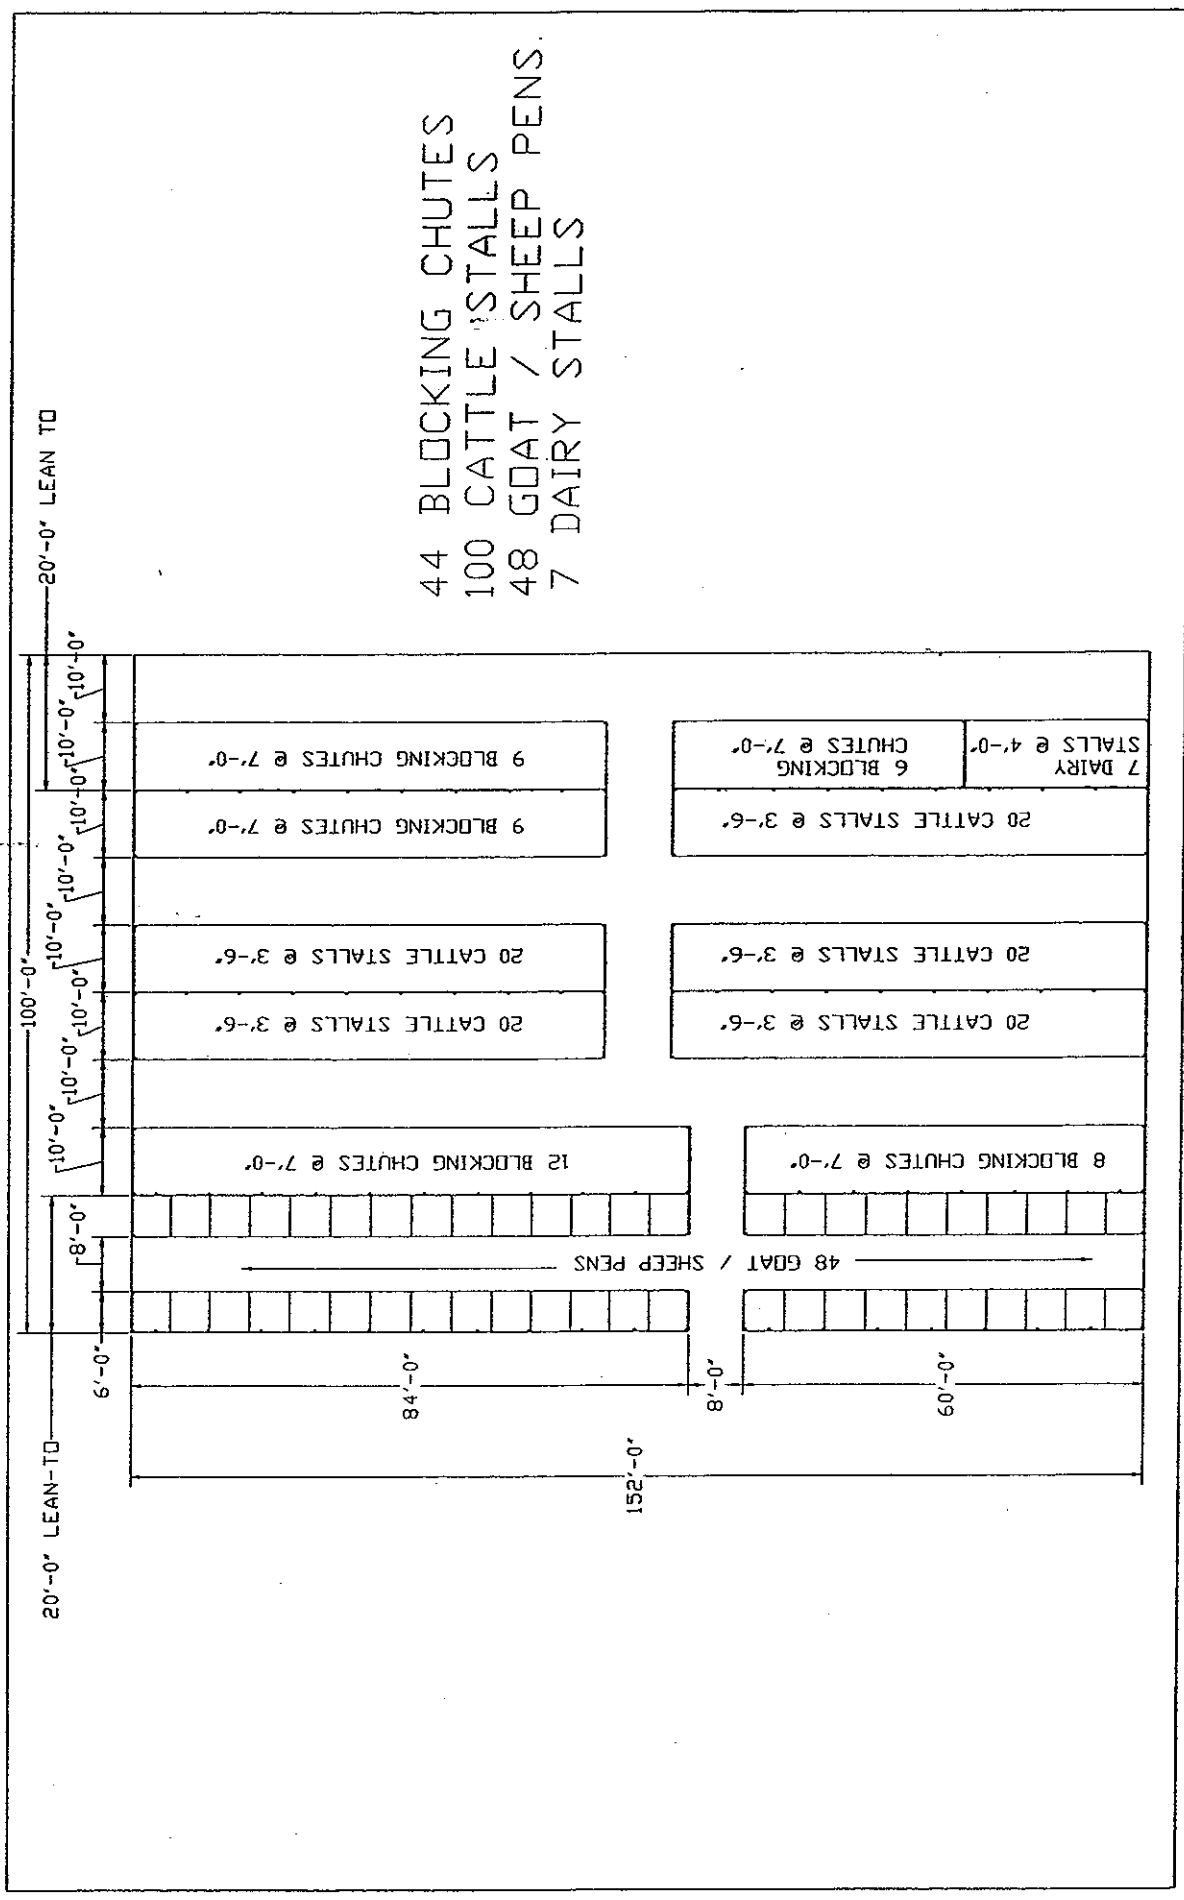 44 BLOCKING CHUTES
100 CATTLE STALLS
48 GOAT / SHEEP PENS.
7 DAIRY STALLS
20'-0" LEAN TO
100'-0"
10'-0"
10'-0"
10'-0"
10'-0"
10'-0"
10'-0"
10'-0"
10'-0"
8'-0"
6'-0"
20'-0" LEAN-TO
9 BLOCKING CHUTES @ 7'-0"
9 BLOCKING CHUTES @ 7'-0"
6 BLOCKING
CHUTES @ 7'-0"
7 DAIRY
STALLS @ 4'-0"
20 CATTLE STALLS @ 3'-6"
20 CATTLE STALLS @ 3'-6"
20 CATTLE STALLS @ 3'-6"
20 CATTLE STALLS @ 3'-6"
20 CATTLE STALLS @ 3'-6"
12 BLOCKING CHUTES @ 7'-0"
8 BLOCKING CHUTES @ 7'-0"
48 GOAT / SHEEP PENS
84'-0"
8'-0"
60'-0"
152'-0"